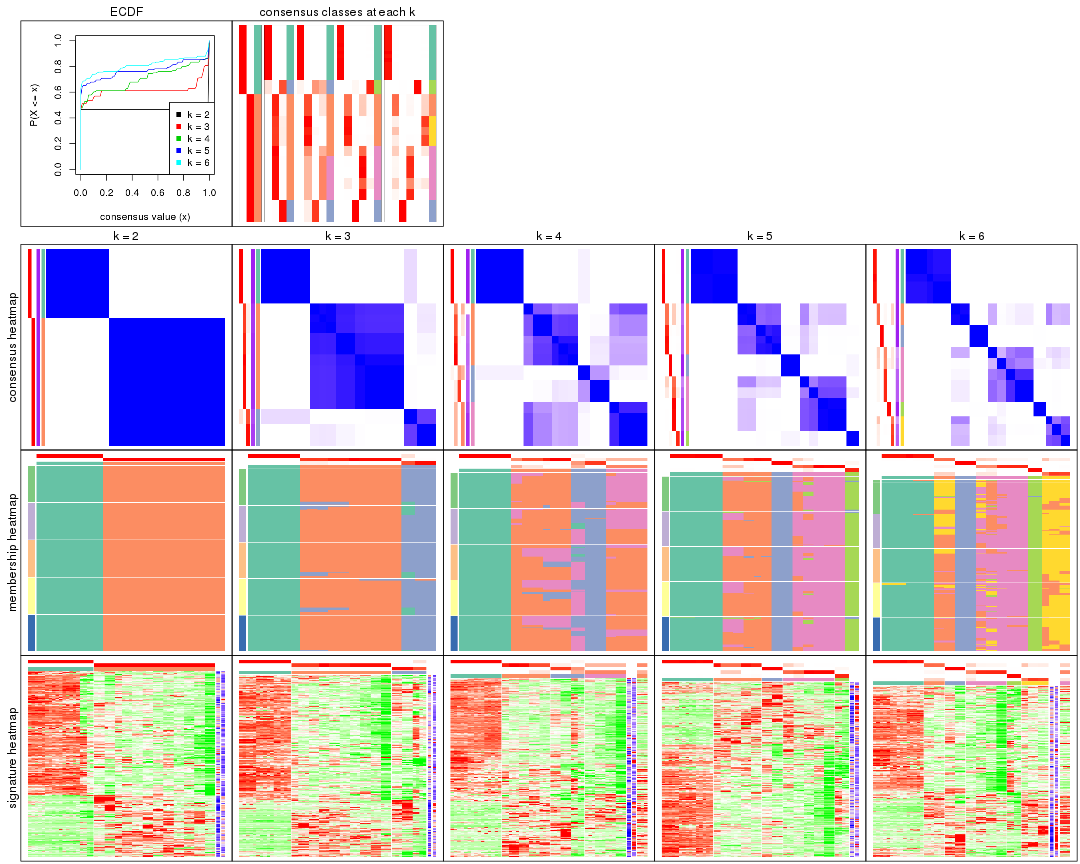 ECDF
consensus classes at each k
P(X <= x)
0.0
0.2
0.4
0.6
0.8
1.0
k = 2
k = 3
k = 4
k = 5
k = 6
0.0 0.2 0.4 0.6 0.8 1.0
consensus value (x)
k = 2
k = 3
k = 4
k = 5
k = 6
consensus heatmap
membership heatmap
signature heatmap